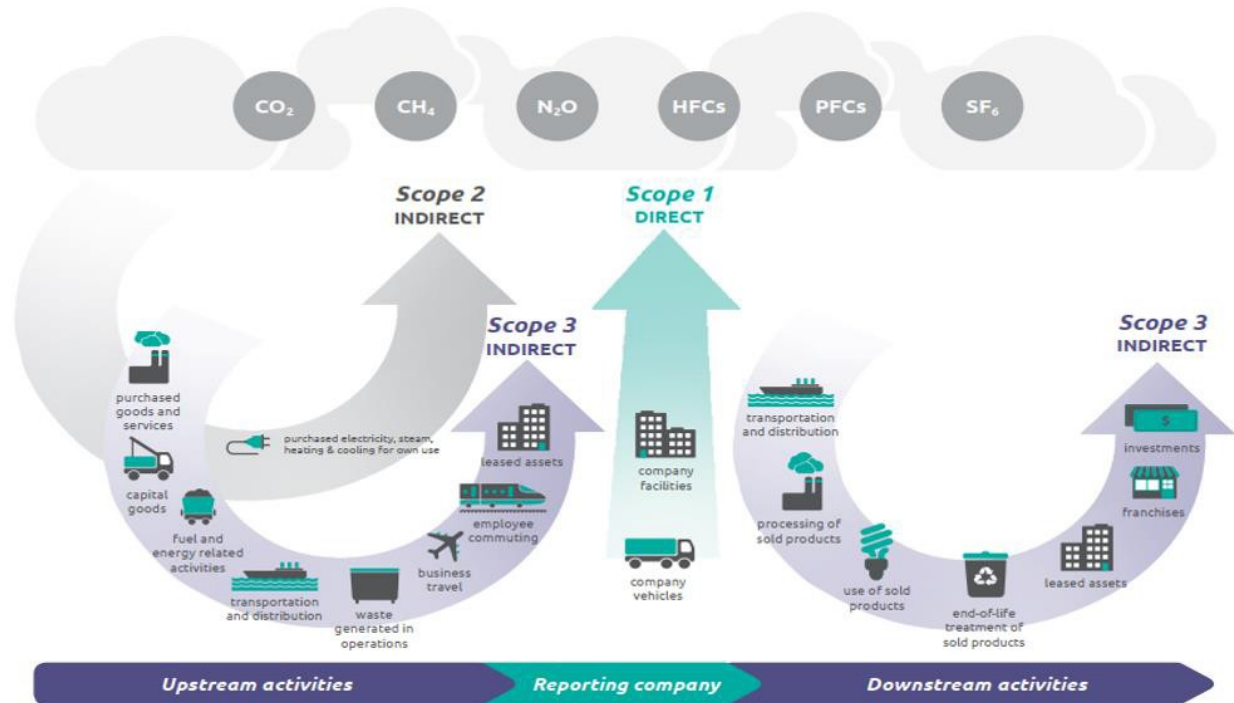 CO₂
CH₄
N₂O
HFCs
PFCs
SF₆
Scope 2
INDIRECT
Scope 1
DIRECT
Scope 3
INDIRECT
Scope 3
INDIRECT
purchased
goods and
services
capital
goods
fuel and
energy related
activities
transportation
and distribution
waste
generated in
operations
business
travel
employee
commuting
leased assets
purchased electricity, steam,
heating & cooling for own use
company
facilities
company
vehicles
transportation
and distribution
processing of
sold products
use of sold
products
end-of-life
treatment of
sold products
leased assets
franchises
$
investments
Upstream activities
Reporting company
Downstream activities